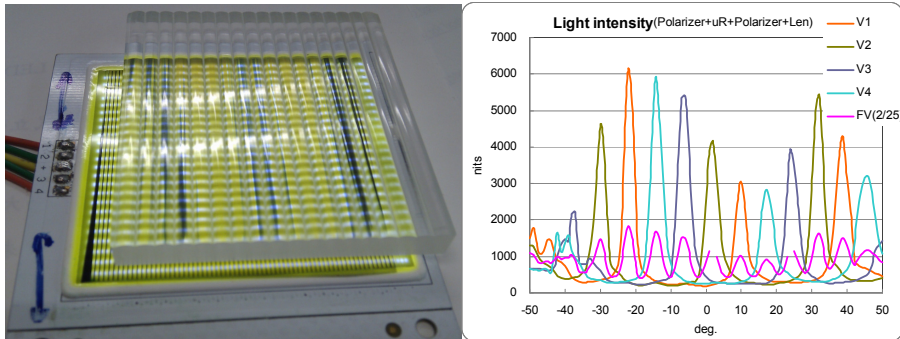 1 2 + 3 4
Light intensity(Polarizer+uR+Polarizer+Len)
nits
7000
6000
5000
4000
3000
2000
1000
0
-50 -40 -30 -20 -10 0 10 20 30 40 50
deg.
V1
V2
V3
V4
FV(2/25